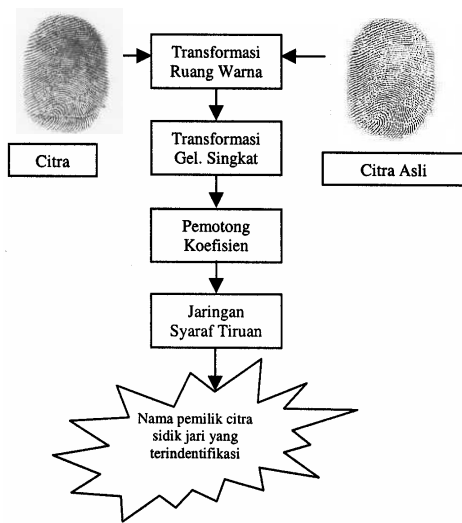 Transformasi
Ruang Warna
Citra
Transformasi
Gel. Singkat
Citra Asli
Pemotong
Koefisien
Jaringan
Syaraf Tiruan
Nama pemilik citra
sidik jari yang
terindentifikasi